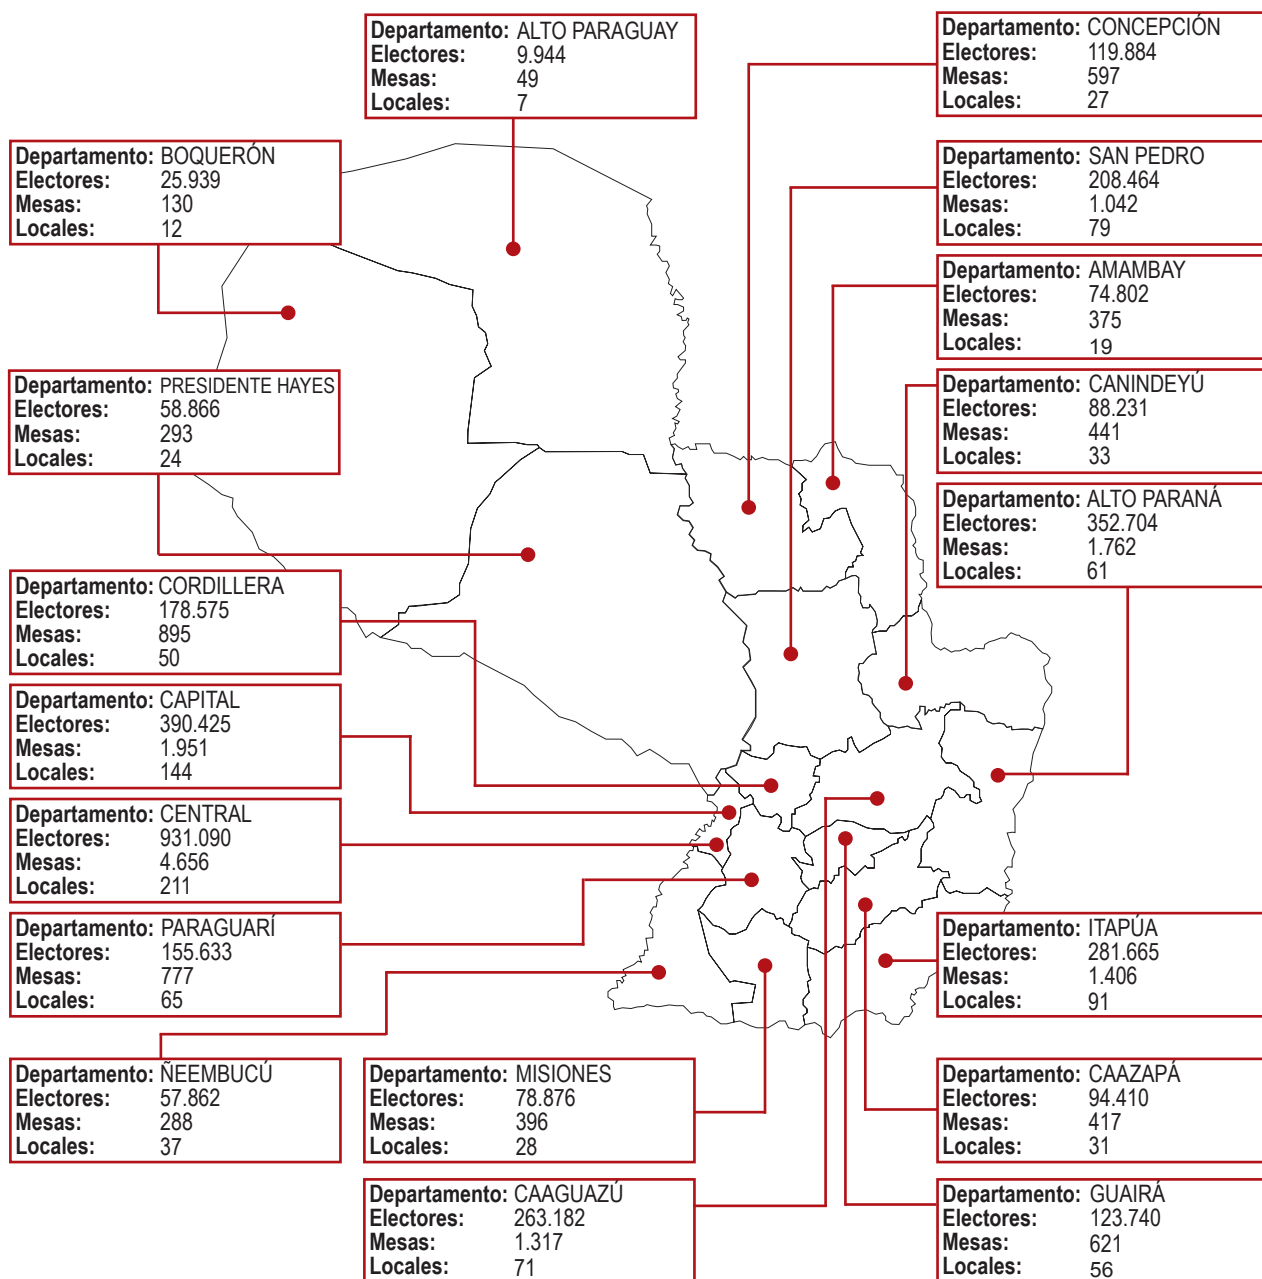 Departamento: ALTO PARAGUAY
Electores: 9.944
Mesas: 49
Locales: 7
Departamento: CONCEPCIÓN
Electores: 119.884
Mesas: 597
Locales: 27
Departamento: BOQUERÓN
Electores: 25.939
Mesas: 130
Locales: 12
Departamento: SAN PEDRO
Electores: 208.464
Mesas: 1.042
Locales: 79
Departamento: AMAMBAY
Electores: 74.802
Mesas: 375
Locales: 19
Departamento: PRESIDENTE HAYES
Electores: 58.866
Mesas: 293
Locales: 24
Departamento: CANINDEYÚ
Electores: 88.231
Mesas: 441
Locales: 33
Departamento: ALTO PARANÁ
Electores: 352.704
Mesas: 1.762
Locales: 61
Departamento: CORDILLERA
Electores: 178.575
Mesas: 895
Locales: 50
Departamento: CAPITAL
Electores: 390.425
Mesas: 1.951
Locales: 144
Departamento: CENTRAL
Electores: 931.090
Mesas: 4.656
Locales: 211
Departamento: PARAGUARÍ
Electores: 155.633
Mesas: 777
Locales: 65
Departamento: ITAPÚA
Electores: 281.665
Mesas: 1.406
Locales: 91
Departamento: ÑEEMBUCÚ
Electores: 57.862
Mesas: 288
Locales: 37
Departamento: MISIONES
Electores: 78.876
Mesas: 396
Locales: 28
Departamento: CAAZAPÁ
Electores: 94.410
Mesas: 417
Locales: 31
Departamento: CAAGUAZÚ
Electores: 263.182
Mesas: 1.317
Locales: 71
Departamento: GUAIRÁ
Electores: 123.740
Mesas: 621
Locales: 56